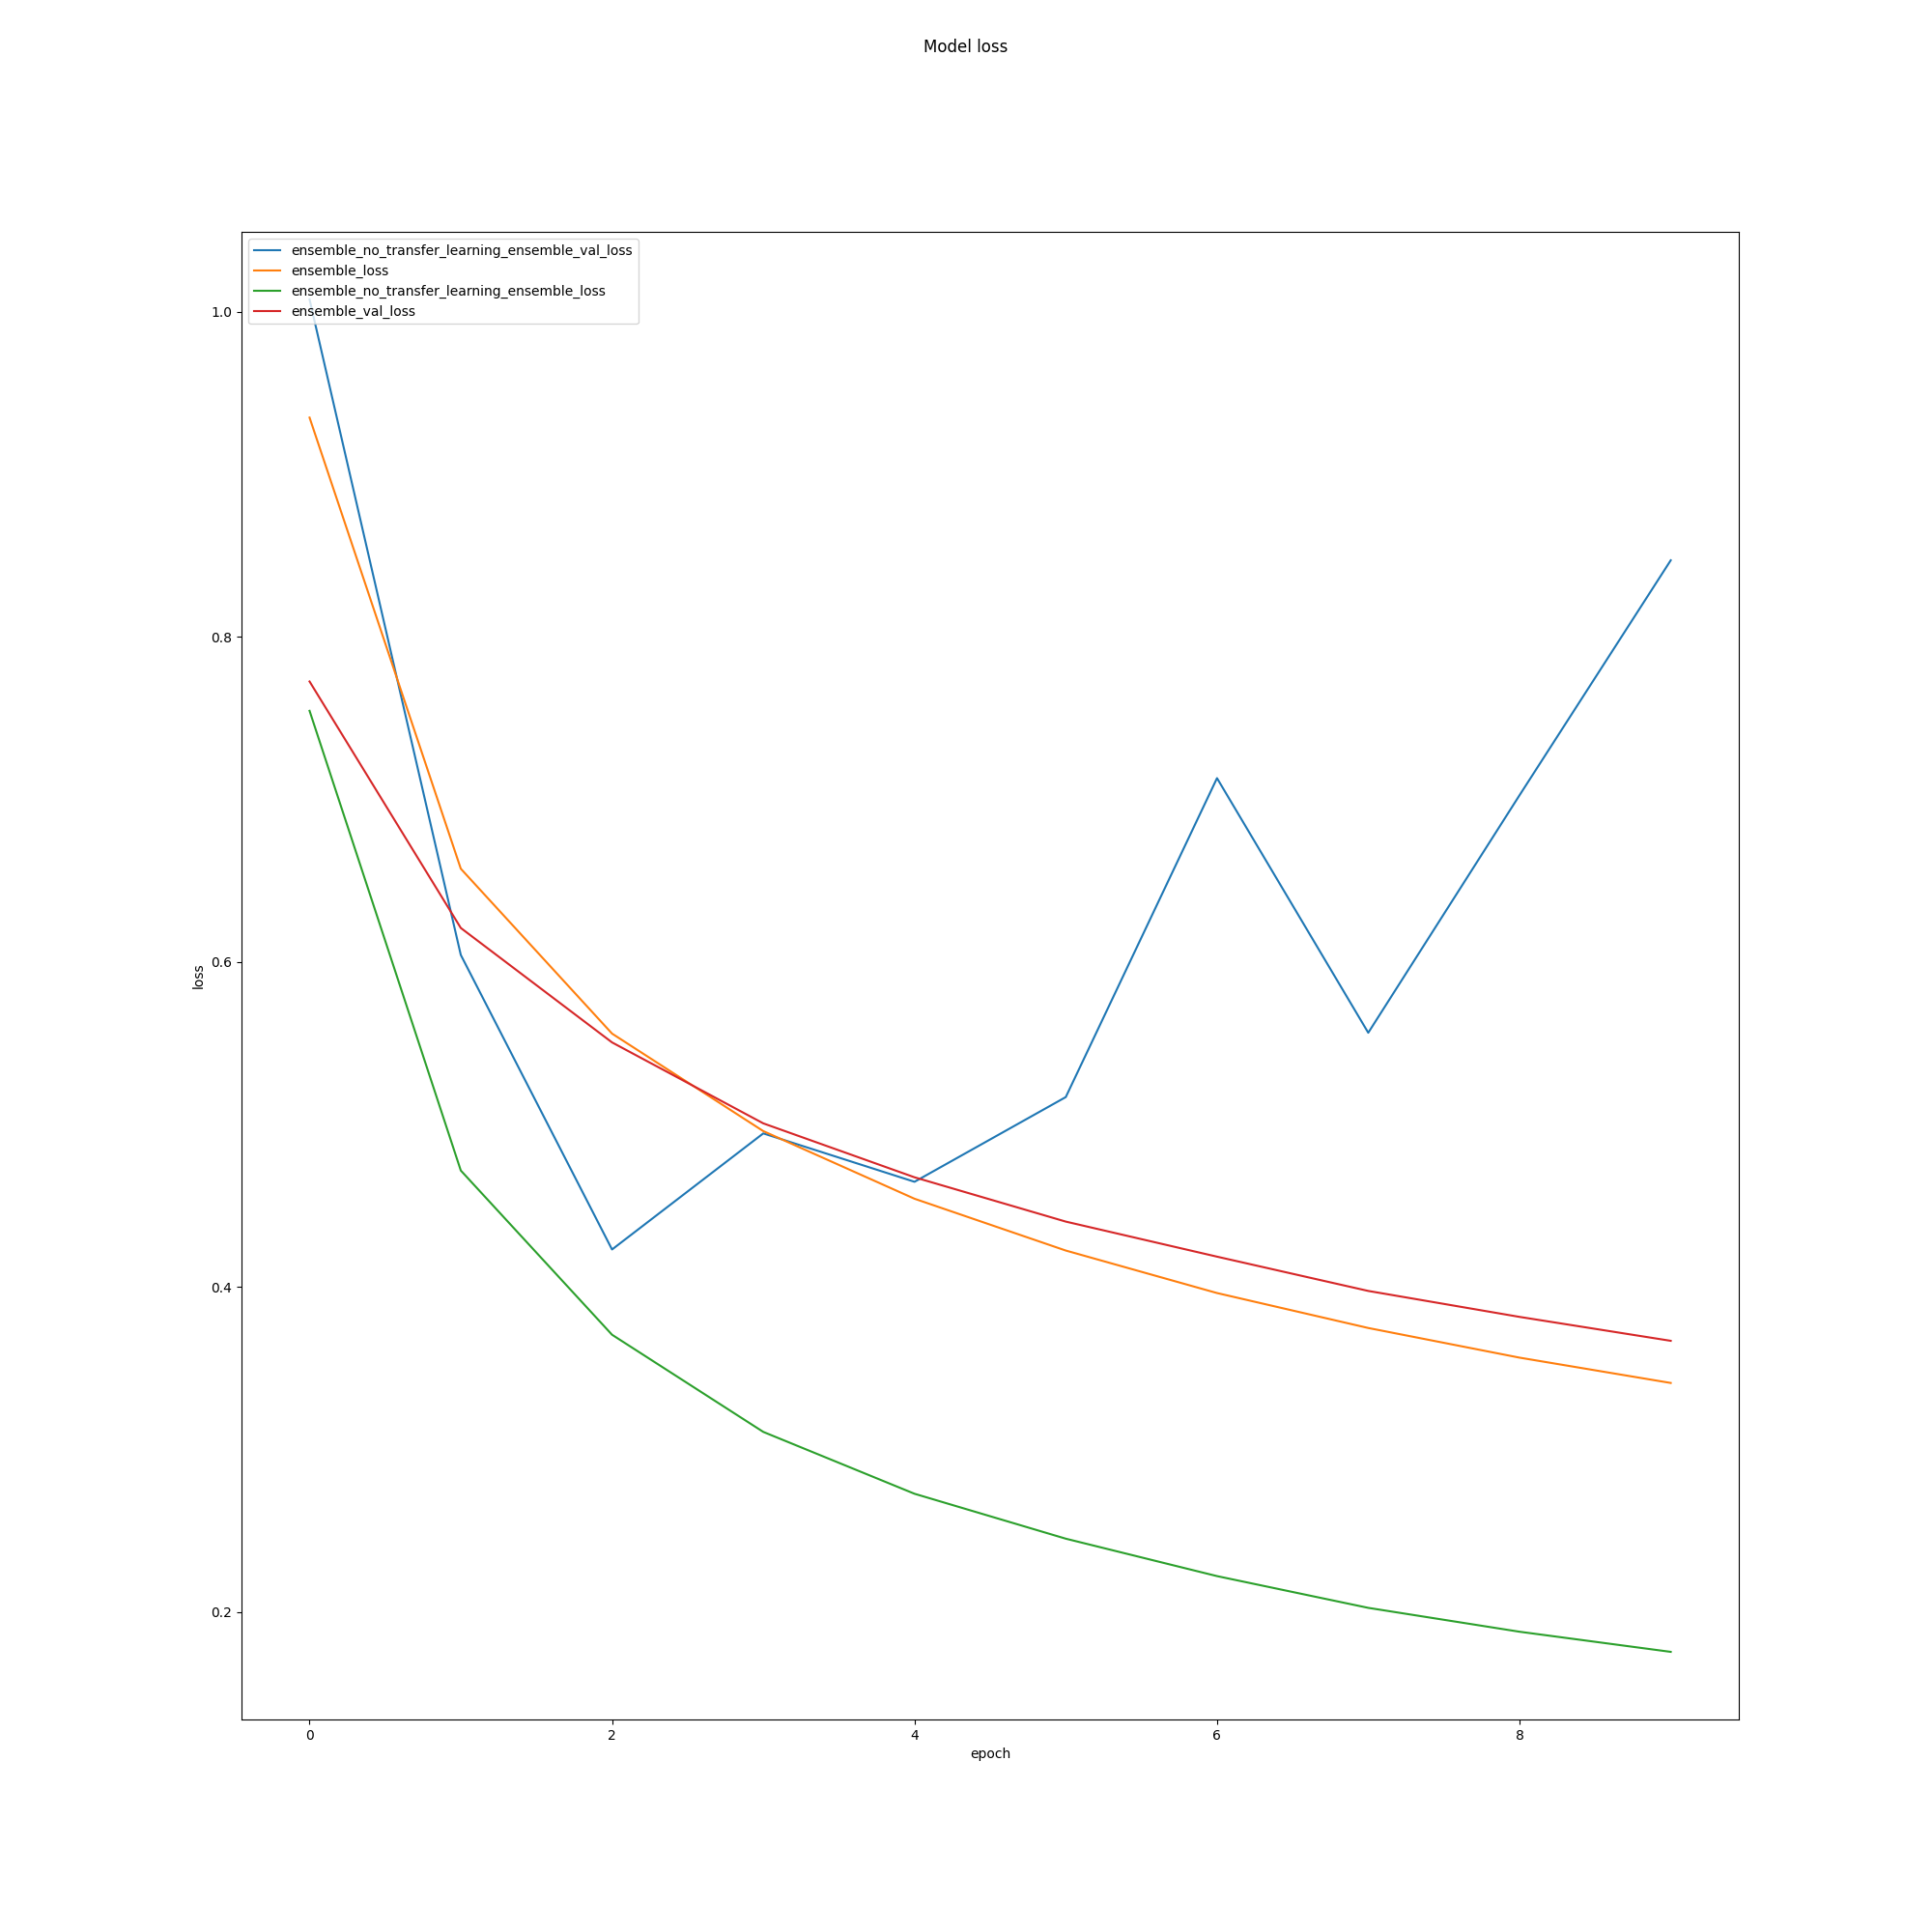 Model loss
ensemble_no_transfer_learning_ensemble_val_loss
ensemble_loss
ensemble_no_transfer_learning_ensemble_loss
ensemble_val_loss
1.0
0.8
0.6
0.4
0.2
loss
0 2 4 6 8
epoch